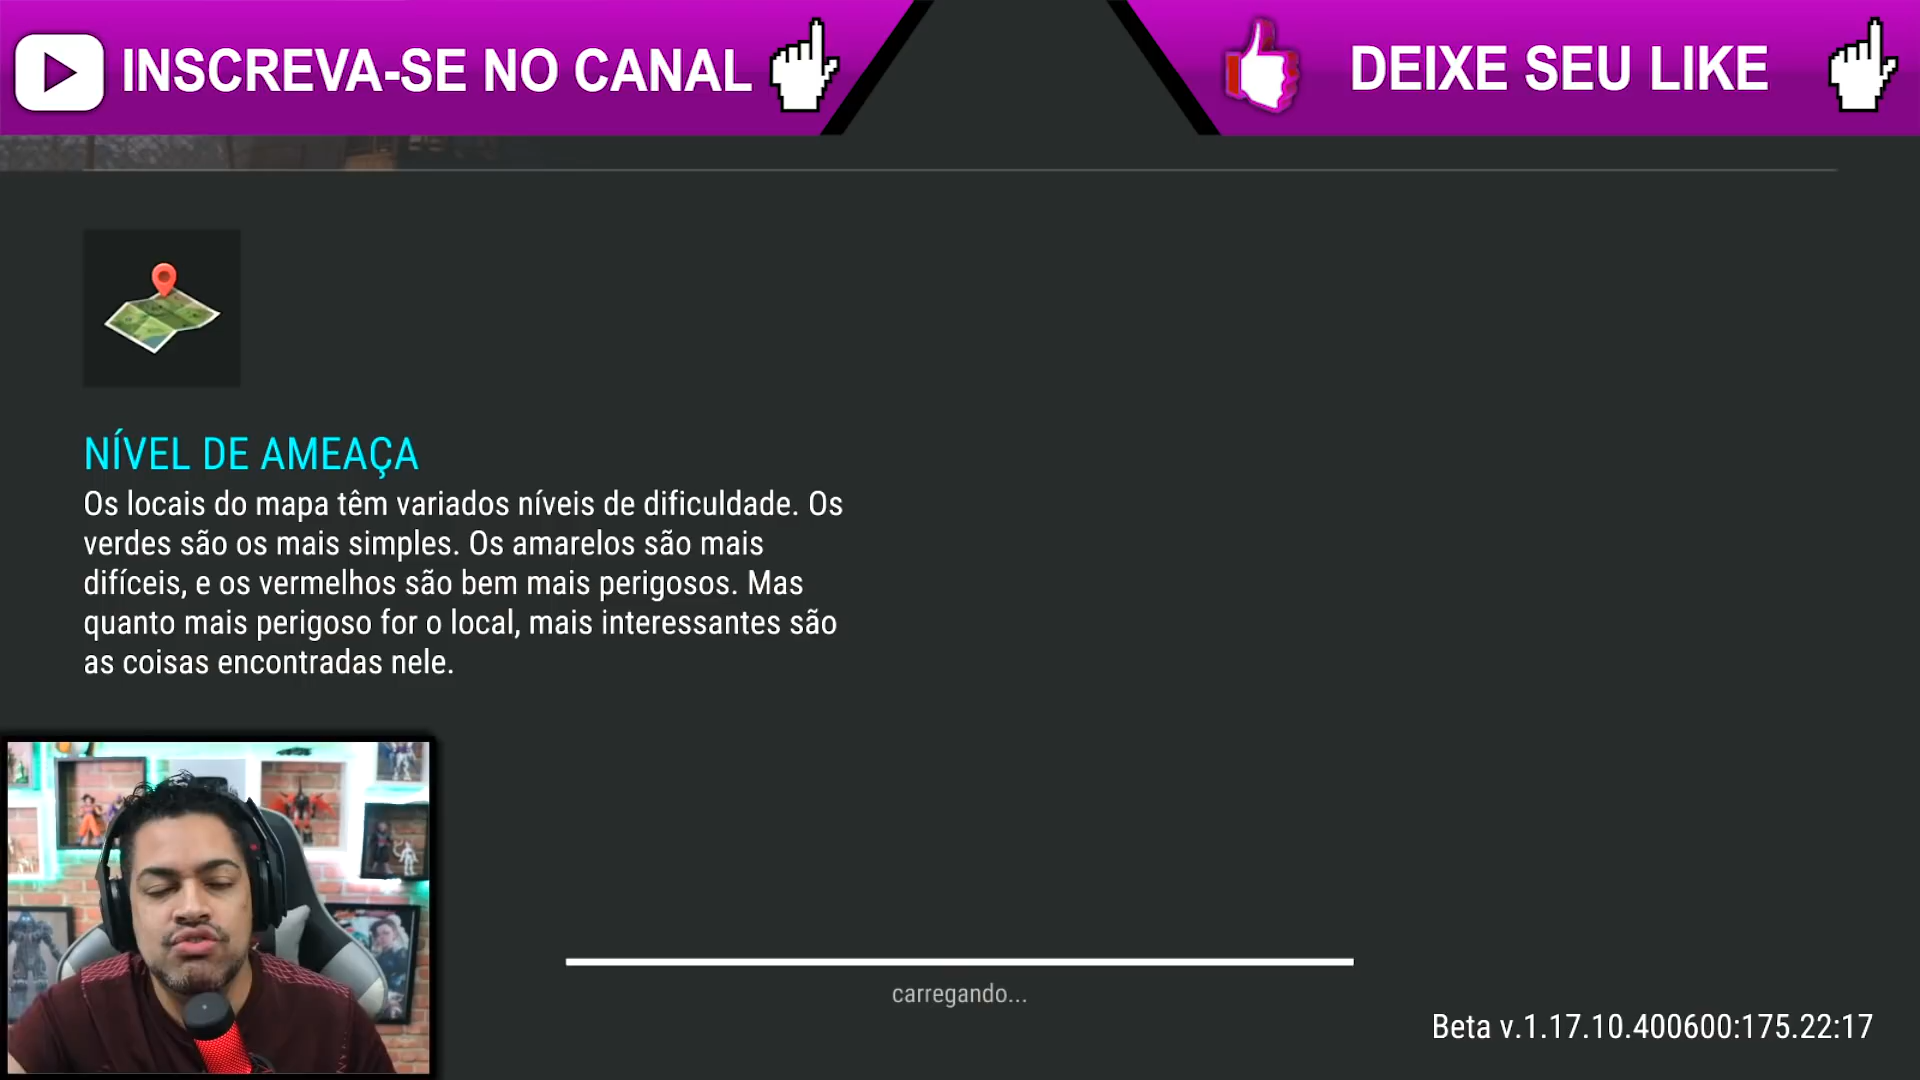 INSCREVA-SE NO CANAL
DEIXE SEU LIKE
NÍVEL DE AMEAÇA
Os locais do mapa têm variados níveis de dificuldade. Os
verdes são os mais simples. Os amarelos são mais
difíceis, e os vermelhos são bem mais perigosos. Mas
quanto mais perigoso for o local, mais interessantes são
as coisas encontradas nele.
carregando...
Beta v.1.17.10.400600:175.22:17